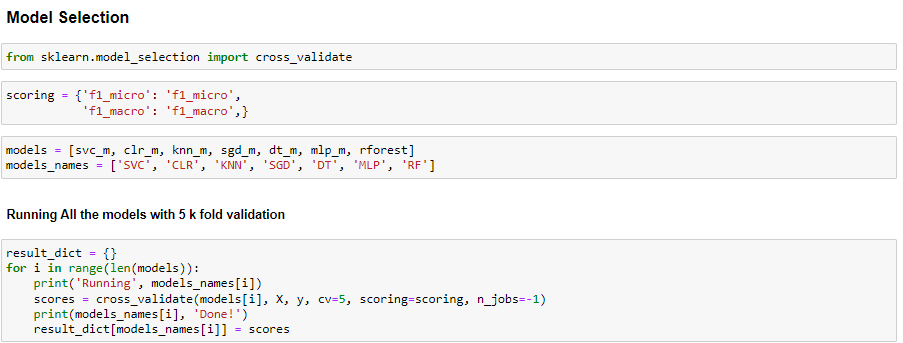 Model Selection
from sklearn.model_selection import cross_validate
scoring = {'f1_micro': 'f1_micro',
'f1_macro': 'f1_macro',}
models = [svc_m, clr_m, knn_m, sgd_m, dt_m, mlp_m, rforest]
models_names = ['SVC', 'CLR', 'KNN', 'SGD', 'DT', 'MLP', 'RF']
Running All the models with 5 k fold validation
result_dict = {}
for i in range(len(models)):
    print('Running', models_names[i])
    scores = cross_validate(models[i], X, y, cv=5, scoring=scoring, n_jobs=-1)
    print(models_names[i], 'Done!')
    result_dict[models_names[i]] = scores